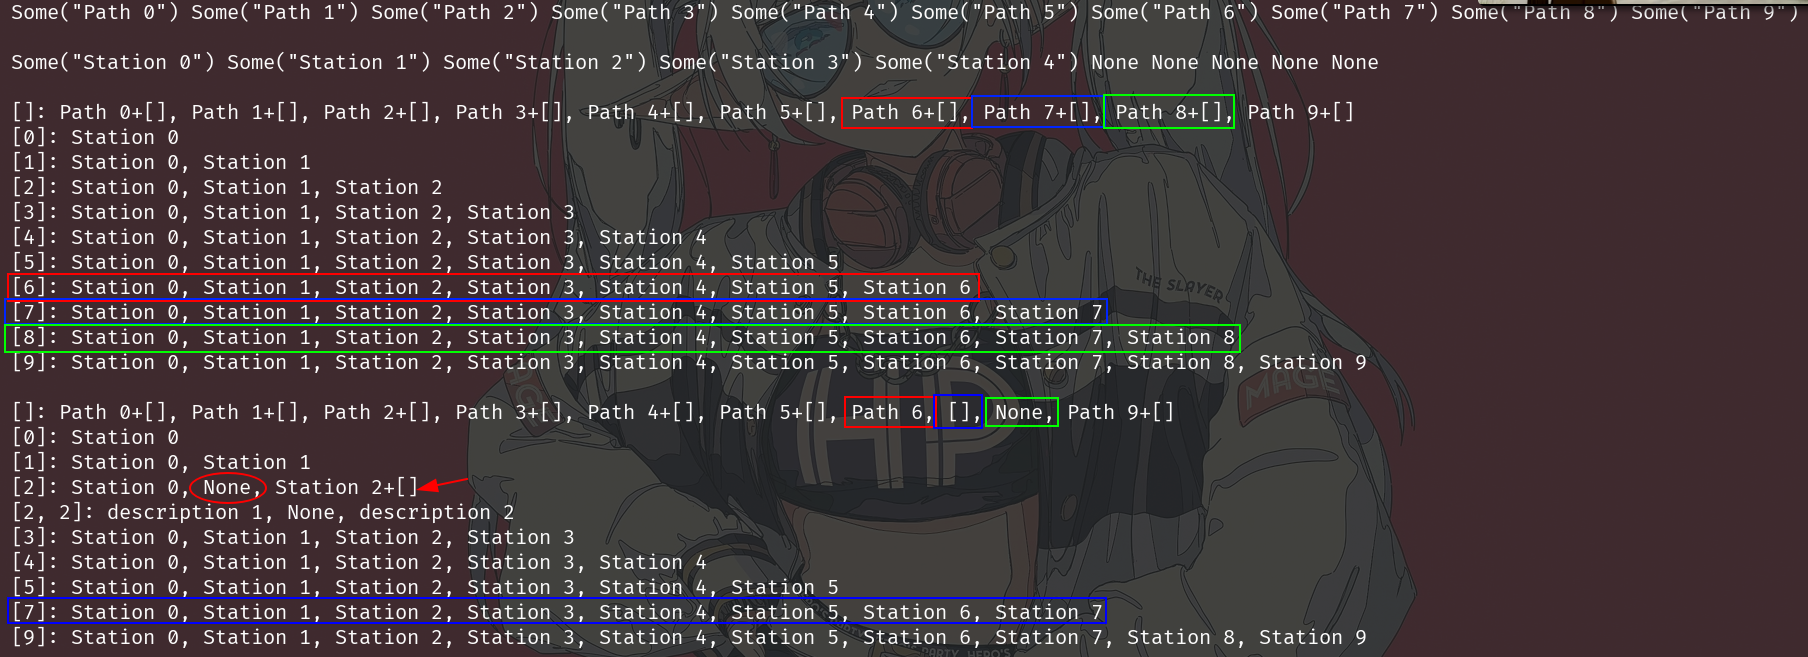 Some("Path 0") Some("Path 1") Some("Path 2") Some("Path 3") Some("Path 4") Some("Path 5") Some("Path 6") Some("Path 7") Some("Path 8") Some("Path 9")
Some("Station 0") Some("Station 1") Some("Station 2") Some("Station 3") Some("Station 4") None None None None None
[]: Path 0+[], Path 1+[], Path 2+[], Path 3+[], Path 4+[], Path 5+[], Path 6+[], Path 7+[], Path 8+[], Path 9+[]
[0]: Station 0
[1]: Station 0, Station 1
[2]: Station 0, Station 1, Station 2
[3]: Station 0, Station 1, Station 2, Station 3
[4]: Station 0, Station 1, Station 2, Station 3, Station 4
[5]: Station 0, Station 1, Station 2, Station 3, Station 4, Station 5
[6]: Station 0, Station 1, Station 2, Station 3, Station 4, Station 5, Station 6
[7]: Station 0, Station 1, Station 2, Station 3, Station 4, Station 5, Station 6, Station 7
[8]: Station 0, Station 1, Station 2, Station 3, Station 4, Station 5, Station 6, Station 7, Station 8
[9]: Station 0, Station 1, Station 2, Station 3, Station 4, Station 5, Station 6, Station 7, Station 8, Station 9
[]: Path 0+[], Path 1+[], Path 2+[], Path 3+[], Path 4+[], Path 5+[], Path 6, [], None, Path 9+[]
[0]: Station 0
[1]: Station 0, Station 1
[2]: Station 0, None, Station 2+[]
[2, 2]: description 1, None, description 2
[3]: Station 0, Station 1, Station 2, Station 3
[4]: Station 0, Station 1, Station 2, Station 3, Station 4
[5]: Station 0, Station 1, Station 2, Station 3, Station 4, Station 5
[7]: Station 0, Station 1, Station 2, Station 3, Station 4, Station 5, Station 6, Station 7
[9]: Station 0, Station 1, Station 2, Station 3, Station 4, Station 5, Station 6, Station 7, Station 8, Station 9
THE SLAYER
MAGE
PARTY HERO'S